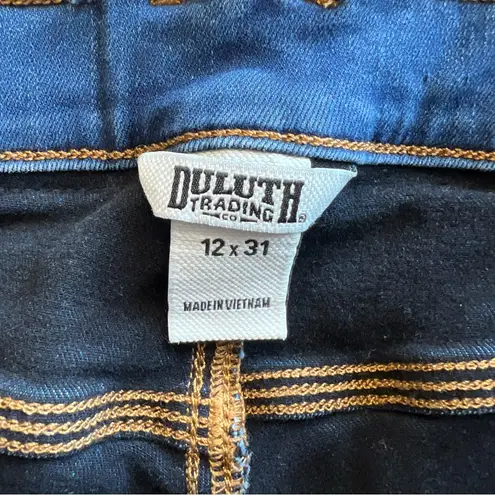 DULUTH
TRADING
CO
12 x 31
MADE IN VIETNAM